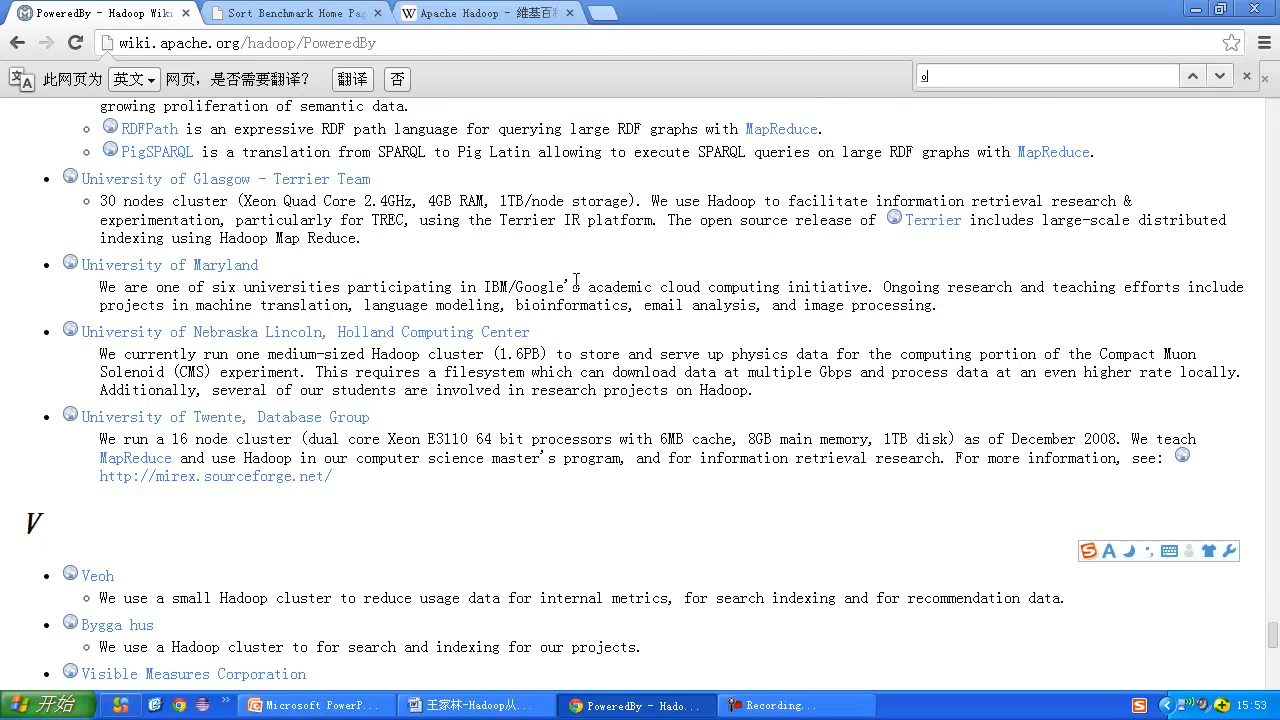 PoweredBy - Hadoop Wiki
Sort Benchmark Home Pag
W Apache Hadoop - 維基百科
wiki.apache.org/hadoop/PoweredBy
此网页为 英文 网页，是否需要翻译? 翻译 否
growing proliferation of semantic data.
RDFPath is an expressive RDF path language for querying large RDF graphs with MapReduce.
PigSPARQL is a translation from SPARQL to Pig Latin allowing to execute SPARQL queries on large RDF graphs with MapReduce.
University of Glasgow - Terrier Team
30 nodes cluster (Xeon Quad Core 2.4GHz, 4GB RAM, 1TB/node storage). We use Hadoop to facilitate information retrieval research &
experimentation, particularly for TREC, using the Terrier IR platform. The open source release of Terrier includes large-scale distributed
indexing using Hadoop Map Reduce.
University of Maryland
We are one of six universities participating in IBM/Google's academic cloud computing initiative. Ongoing research and teaching efforts include
projects in machine translation, language modeling, bioinformatics, email analysis, and image processing.
University of Nebraska Lincoln, Holland Computing Center
We currently run one medium-sized Hadoop cluster (1.6PB) to store and serve up physics data for the computing portion of the Compact Muon
Solenoid (CMS) experiment. This requires a filesystem which can download data at multiple Gbps and process data at an even higher rate locally.
Additionally, several of our students are involved in research projects on Hadoop.
University of Twente, Database Group
We run a 16 node cluster (dual core Xeon E3110 64 bit processors with 6MB cache, 8GB main memory, 1TB disk) as of December 2008. We teach
MapReduce and use Hadoop in our computer science master's program, and for information retrieval research. For more information, see:
http://mirex.sourceforge.net/
V
Veoh
We use a small Hadoop cluster to reduce usage data for internal metrics, for search indexing and for recommendation data.
Bygga hus
We use a Hadoop cluster to for search and indexing for our projects.
Visible Measures Corporation
开始
Microsoft PowerP...
王家林-Hadoop从...
PoweredBy - Hado...
Recording...
15:53